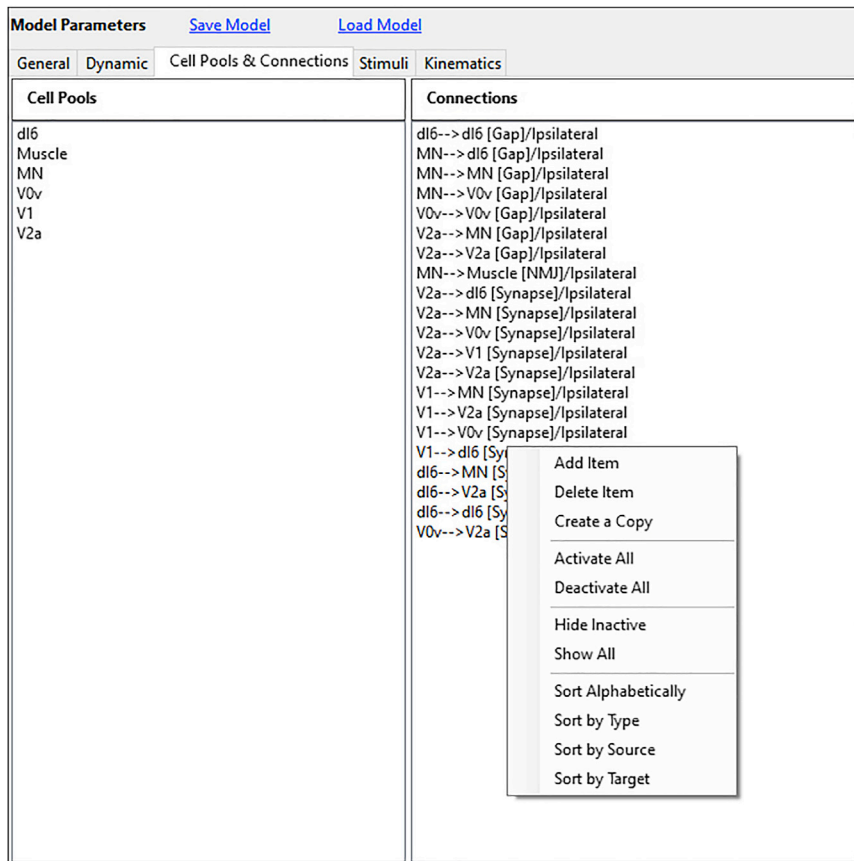 Model Parameters Save Model Load Model
General Dynamic Cell Pools & Connections Stimuli Kinematics
Cell Pools
dI6
Muscle
MN
V0v
V1
V2a
Connections
dI6-->dI6 [Gap]/Ipsilateral
MN-->dI6 [Gap]/Ipsilateral
MN-->MN [Gap]/Ipsilateral
MN-->V0v [Gap]/Ipsilateral
V0v-->V0v [Gap]/Ipsilateral
V2a-->MN [Gap]/Ipsilateral
V2a-->V2a [Gap]/Ipsilateral
MN-->Muscle [NMJ]/Ipsilateral
V2a-->dI6 [Synapse]/Ipsilateral
V2a-->MN [Synapse]/Ipsilateral
V2a-->V0v [Synapse]/Ipsilateral
V2a-->V1 [Synapse]/Ipsilateral
V2a-->V2a [Synapse]/Ipsilateral
V1-->MN [Synapse]/Ipsilateral
V1-->V2a [Synapse]/Ipsilateral
V1-->V0v [Synapse]/Ipsilateral
V1-->dI6 [Sy
dI6-->MN [S
dI6-->V2a [S
dI6-->dI6 [Sy
V0v-->V2a [S
Add Item
Delete Item
Create a Copy
Activate All
Deactivate All
Hide Inactive
Show All
Sort Alphabetically
Sort by Type
Sort by Source
Sort by Target